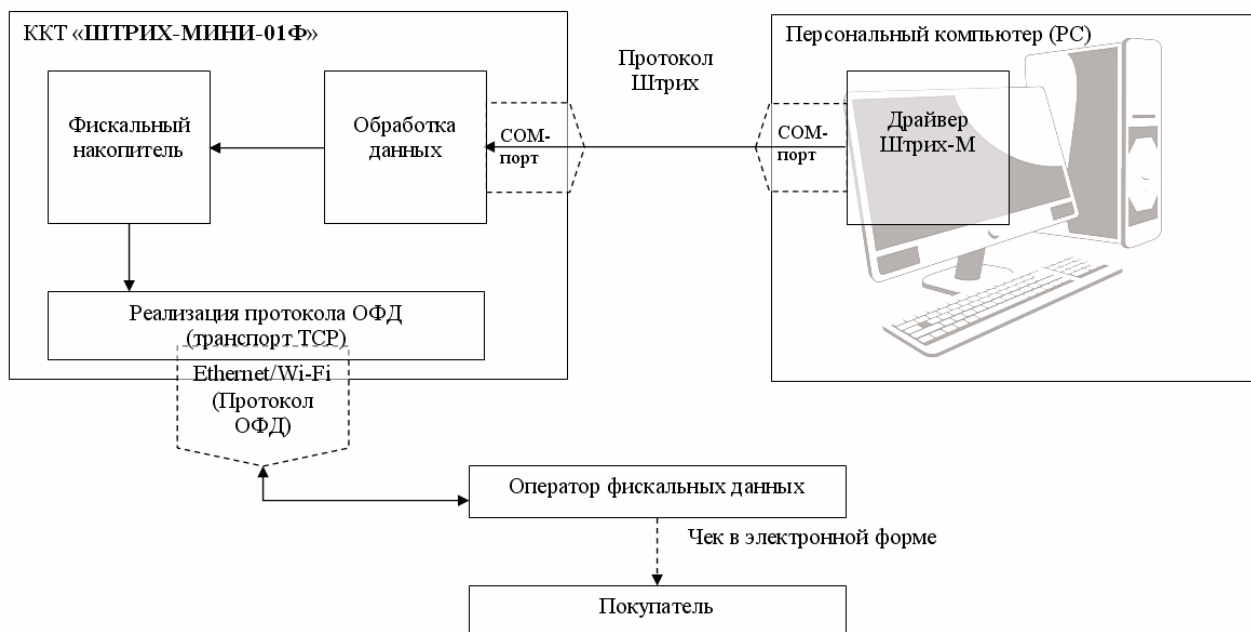 ККТ «ШТРИХ-МИНИ-01Ф»
Фискальный
накопитель
Обработка
данных
COM-
порт
Протокол
Штрих
Персональный компьютер (PC)
COM-
порт
Драйвер
Штрих-М
Реализация протокола ОФД
(транспорт TCP)
Ethernet/Wi-Fi
(Протокол
ОФД)
Оператор фискальных данных
Чек в электронной форме
Покупатель